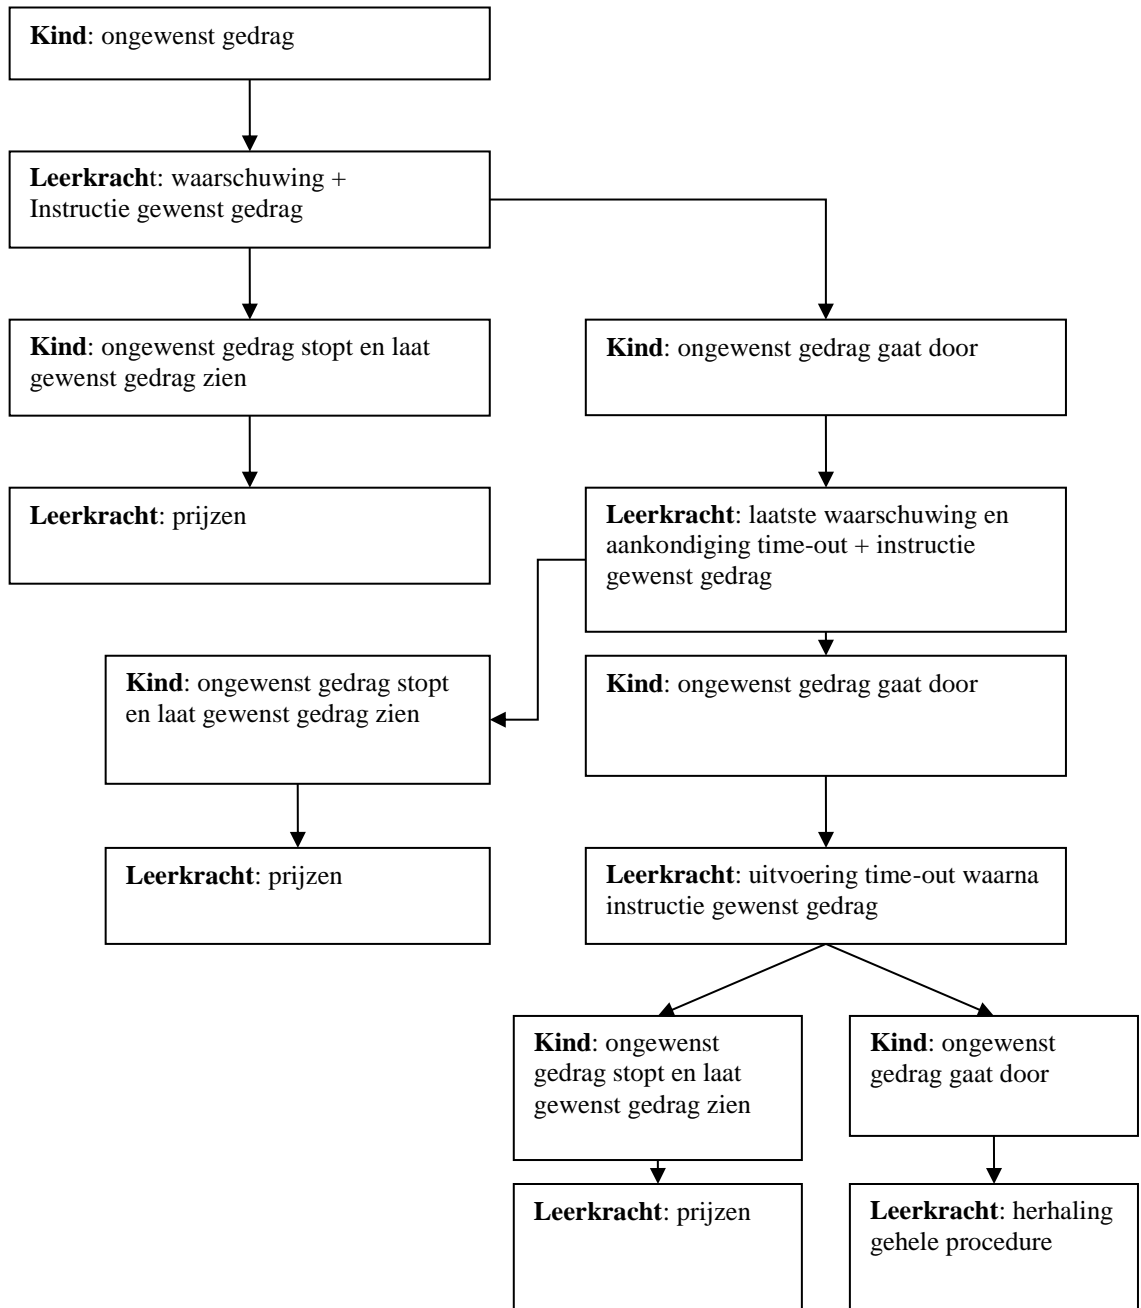 Kind: ongewenst gedrag
Leerkracht: waarschuwing +
Instructie gewenst gedrag
Kind: ongewenst gedrag stopt en laat
gewenst gedrag zien
Kind: ongewenst gedrag gaat door
Leerkracht: prijzen
Leerkracht: laatste waarschuwing en
aankondiging time-out + instructie
gewenst gedrag
Kind: ongewenst gedrag stopt
en laat gewenst gedrag zien
Kind: ongewenst gedrag gaat door
Leerkracht: prijzen
Leerkracht: uitvoering time-out waarna
instructie gewenst gedrag
Kind: ongewenst
gedrag stopt en laat
gewenst gedrag zien
Kind: ongewenst
gedrag gaat door
Leerkracht: prijzen
Leerkracht: herhaling
gehele procedure